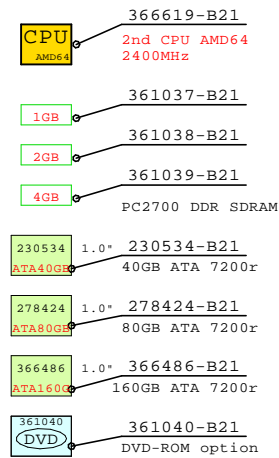 366619-B21
CPU
AMD64
2nd CPU AMD64
2400MHz
361037-B21
1GB
361038-B21
2GB
361039-B21
4GB
PC2700 DDR SDRAM
230534 1.0" 230534-B21
ATA40GB 40GB ATA 7200r
278424 1.0" 278424-B21
ATA80GB 80GB ATA 7200r
366486 1.0" 366486-B21
ATA160G 160GB ATA 7200r
361040 361040-B21
DVD
DVD-ROM option